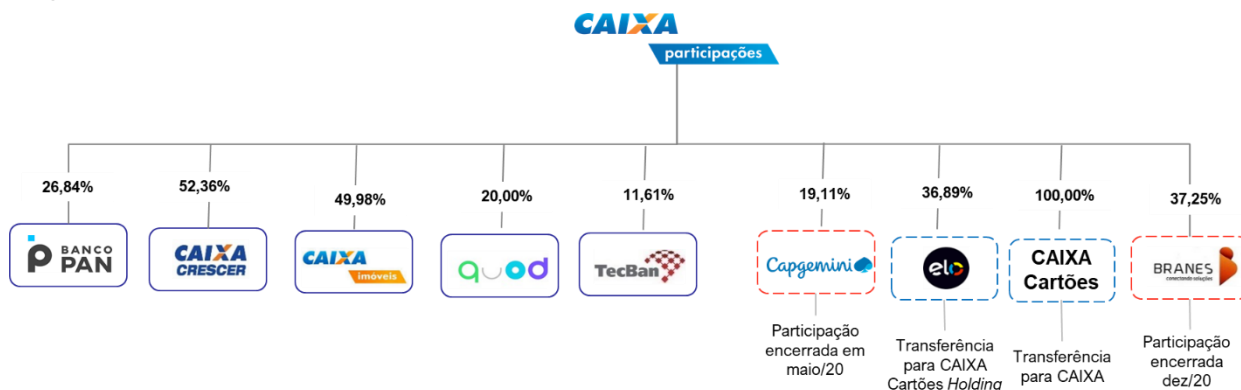 CAIXA
participações
26,84%
52,36%
49,98%
20,00%
11,61%
19,11%
36,89%
100,00%
37,25%
BANCO
PAN
CAIXA
CRESCER
CAIXA
imóveis
quod
TecBan
Capgemini
elo
CAIXA
Cartões
BRANES
conectando soluções
Participação
encerrada em
maio/20
Transferência
para CAIXA
Cartões Holding
Transferência
para CAIXA
Participação
encerrada
dez/20